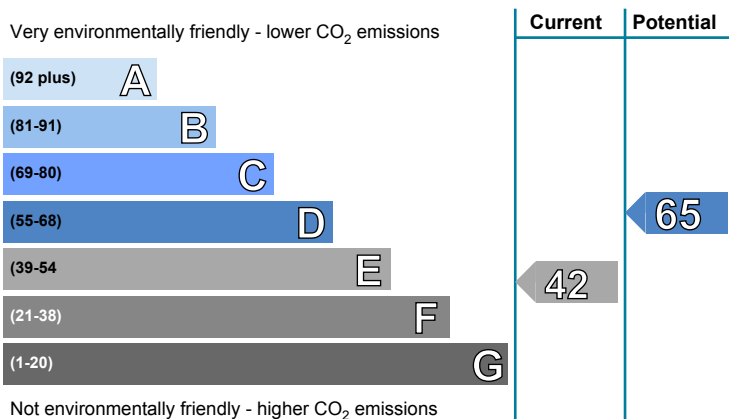 Current Potential
Very environmentally friendly - lower CO2 emissions
(92 plus) A
(81-91) B
(69-80) C
(55-68) D
65
(39-54 E
42
(21-38) F
(1-20) G
Not environmentally friendly - higher CO2 emissions